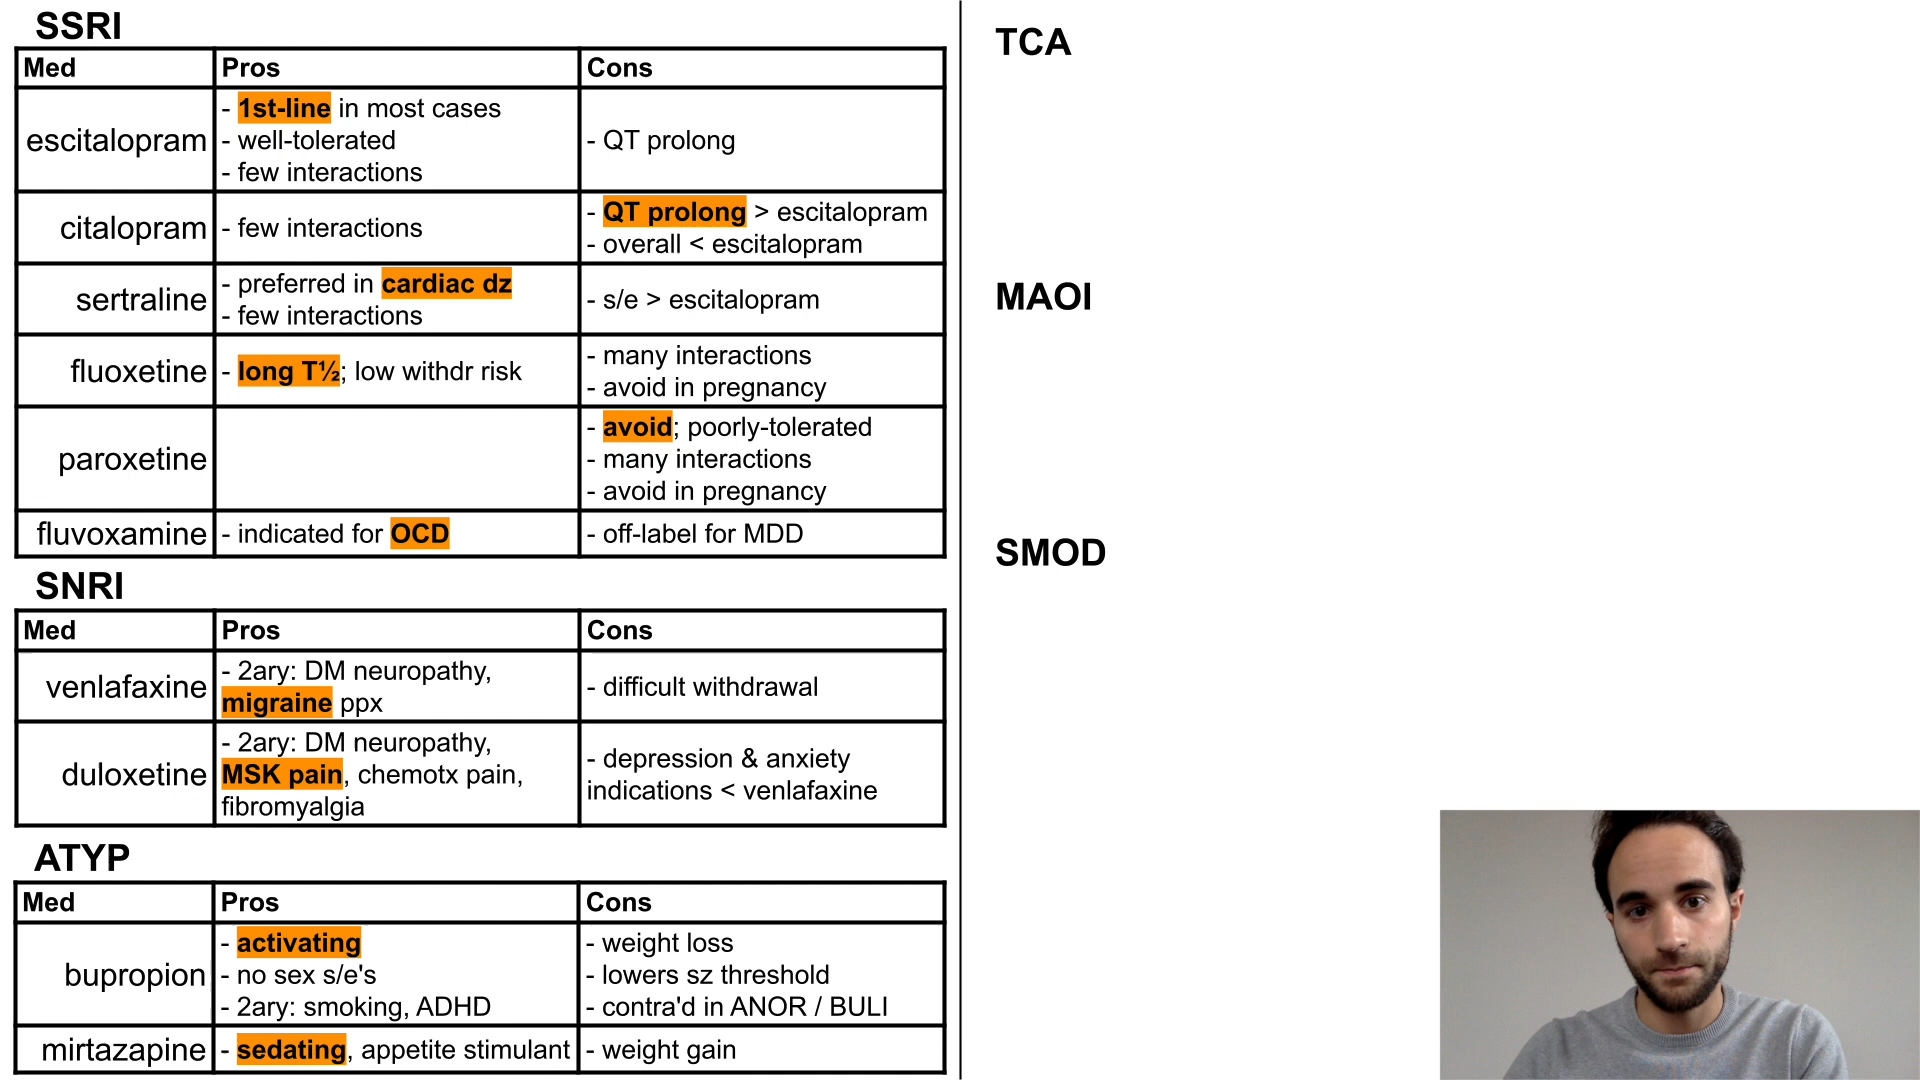 SSRI
Med Pros Cons
escitalopram
- 1st-line in most cases
- well-tolerated
- few interactions
- QT prolong
citalopram
- few interactions
- QT prolong > escitalopram
- overall < escitalopram
sertraline
- preferred in cardiac dz
- few interactions
- s/e > escitalopram
fluoxetine
- long T½; low withdr risk
- many interactions
- avoid in pregnancy
paroxetine
- avoid; poorly-tolerated
- many interactions
- avoid in pregnancy
fluvoxamine
- indicated for OCD
- off-label for MDD
SNRI
Med Pros Cons
venlafaxine
- 2ary: DM neuropathy,
migraine ppx
- difficult withdrawal
duloxetine
- 2ary: DM neuropathy,
MSK pain, chemotx pain,
fibromyalgia
- depression & anxiety
indications < venlafaxine
ATYP
Med Pros Cons
bupropion
- activating
- no sex s/e's
- 2ary: smoking, ADHD
- weight loss
- lowers sz threshold
- contra'd in ANOR / BULI
mirtazapine
- sedating, appetite stimulant
- weight gain
TCA
MAOI
SMOD